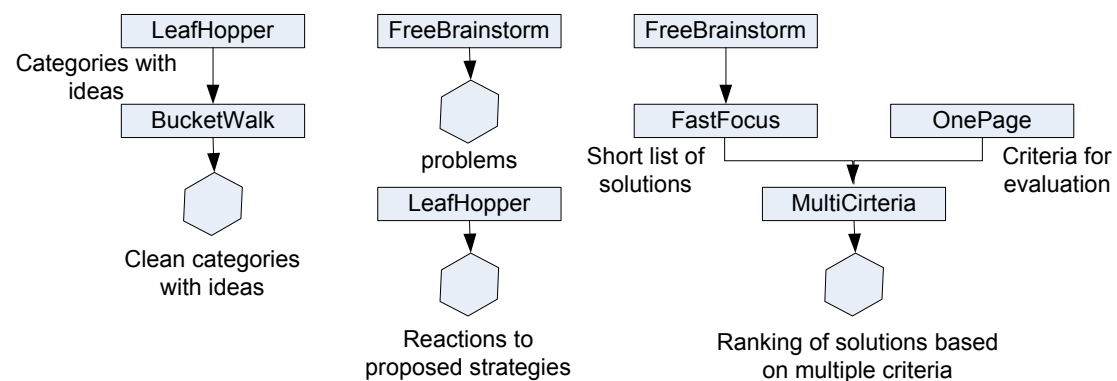 LeafHopper
Categories with
ideas
BucketWalk
Clean categories
with ideas
FreeBrainstorm
problems
LeafHopper
Reactions to
proposed strategies
FreeBrainstorm
FastFocus
OnePage
Short list of
solutions
Criteria for
evaluation
MultiCirteria
Ranking of solutions based
on multiple criteria